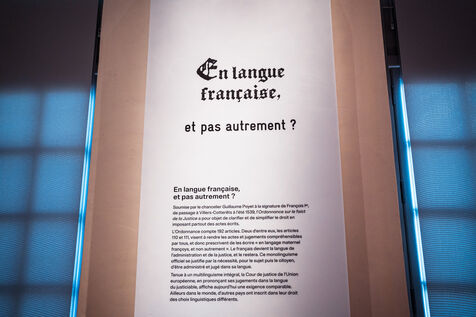 En langue
française,
et pas autrement ?
En langue française,
et pas autrement ?
Soumise par le chancelier Guillaume Poyet à la signature de François Iᵉʳ,
de passage à Villers-Cotterêts à l'été 1539, l'Ordonnance sur le fait
de la Justice a pour objet de clarifier et de simplifier le droit en
imposant partout des actes écrits.
L'Ordonnance compte 192 articles. Deux d'entre eux, les articles
110 et 111, visent à rendre les actes et jugements compréhensibles
par tous, et donc prescrivent de les écrire « en langage maternel
françoys, et non autrement ». Le français devient la langue de
l'administration et de la justice, et le restera. Ce monolinguisme
officiel se justifie par la nécessité, pour le sujet puis le citoyen,
d'être administré et jugé dans sa langue.
Tenue à un multilinguisme intégral, la Cour de justice de l'Union
européenne, en prononçant ses jugements dans la langue
du justiciable, affiche aujourd'hui une exigence comparable.
Ailleurs dans le monde, d'autres pays ont inscrit dans leur droit
des choix linguistiques différents.